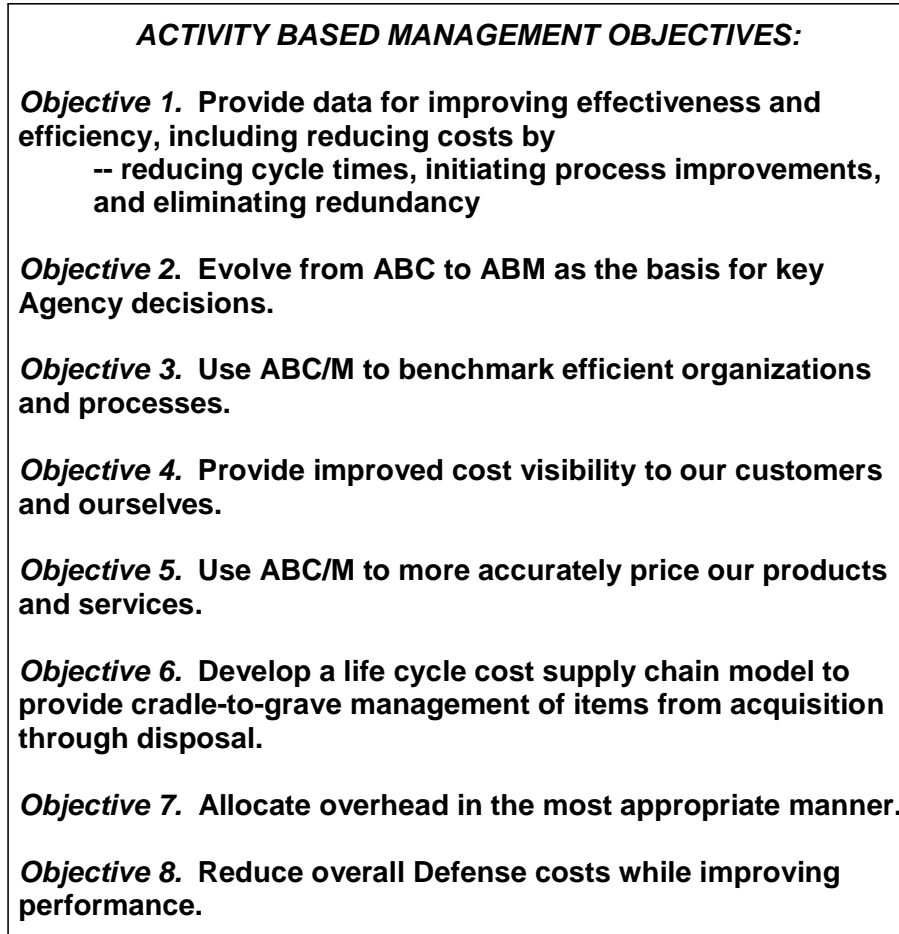 ACTIVITY BASED MANAGEMENT OBJECTIVES:
Objective 1. Provide data for improving effectiveness and
efficiency, including reducing costs by
-- reducing cycle times, initiating process improvements,
and eliminating redundancy
Objective 2. Evolve from ABC to ABM as the basis for key
Agency decisions.
Objective 3. Use ABC/M to benchmark efficient organizations
and processes.
Objective 4. Provide improved cost visibility to our customers
and ourselves.
Objective 5. Use ABC/M to more accurately price our products
and services.
Objective 6. Develop a life cycle cost supply chain model to
provide cradle-to-grave management of items from acquisition
through disposal.
Objective 7. Allocate overhead in the most appropriate manner.
Objective 8. Reduce overall Defense costs while improving
performance.